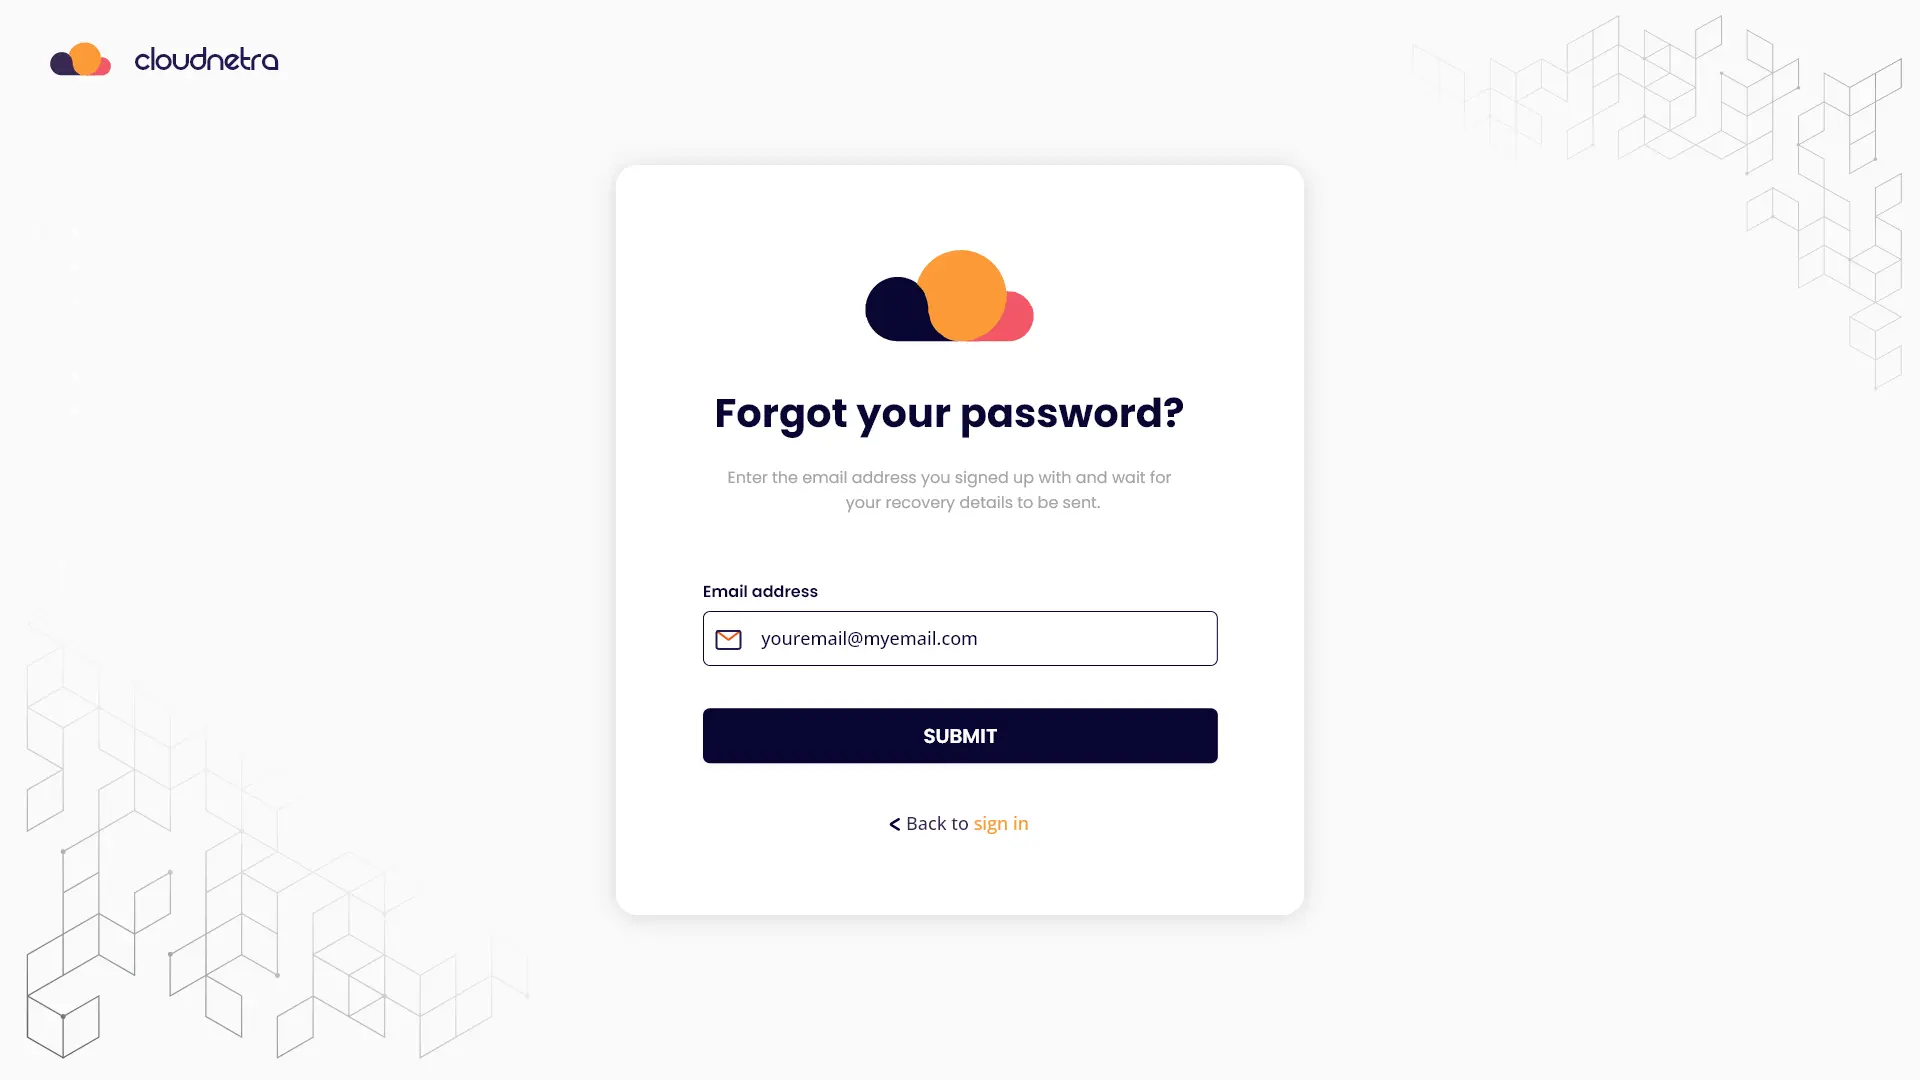 cloudnetra
Forgot your password?
Enter the email address you signed up with and wait for
your recovery details to be sent.
Email address
youremail@myemail.com
SUBMIT
< Back to sign in